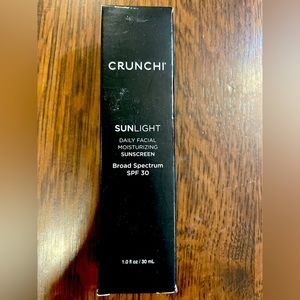 CRUNCHI
SUNLIGHT
DAILY FACIAL
MOISTURIZING
SUNSCREEN
Broad Spectrum
SPF 30
1.0 fl oz / 30 mL